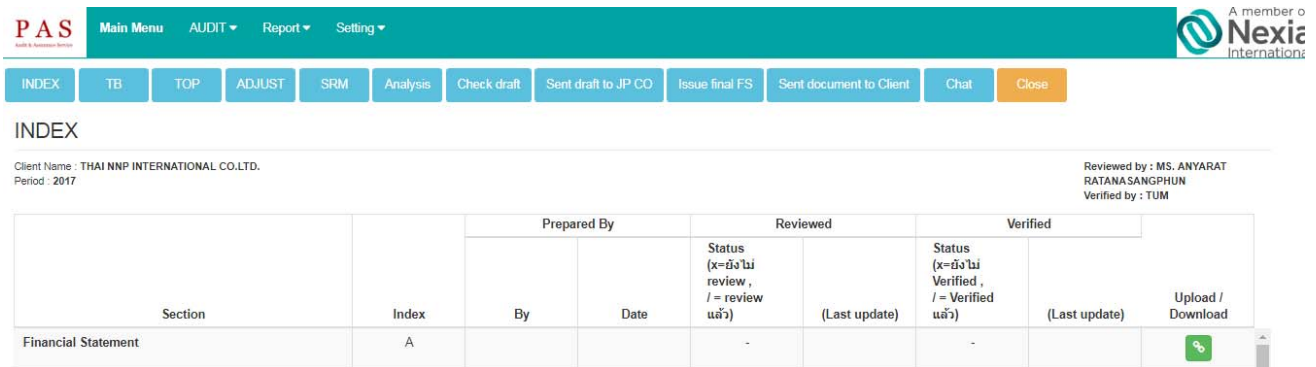 PAS
Audit & Assurance Service
Main Menu AUDIT Report Setting
A member o
Nexia
International
INDEX TB TOP ADJUST SRM Analysis Check draft Sent draft to JP CO Issue final FS Sent document to Client Chat Close
INDEX
Client Name : THAI NNP INTERNATIONAL CO.LTD.
Period : 2017
Reviewed by : MS. ANYARAT
RATANASANGPHUN
Verified by : TUM
Prepared By Reviewed Verified
Section Index By Date
Status
(x=ยังไม่
review ,
/ = review
แล้ว)
(Last update)
Status
(x=ยังไม่
Verified ,
/ = Verified
แล้ว)
(Last update)
Upload /
Download
Financial Statement A - -